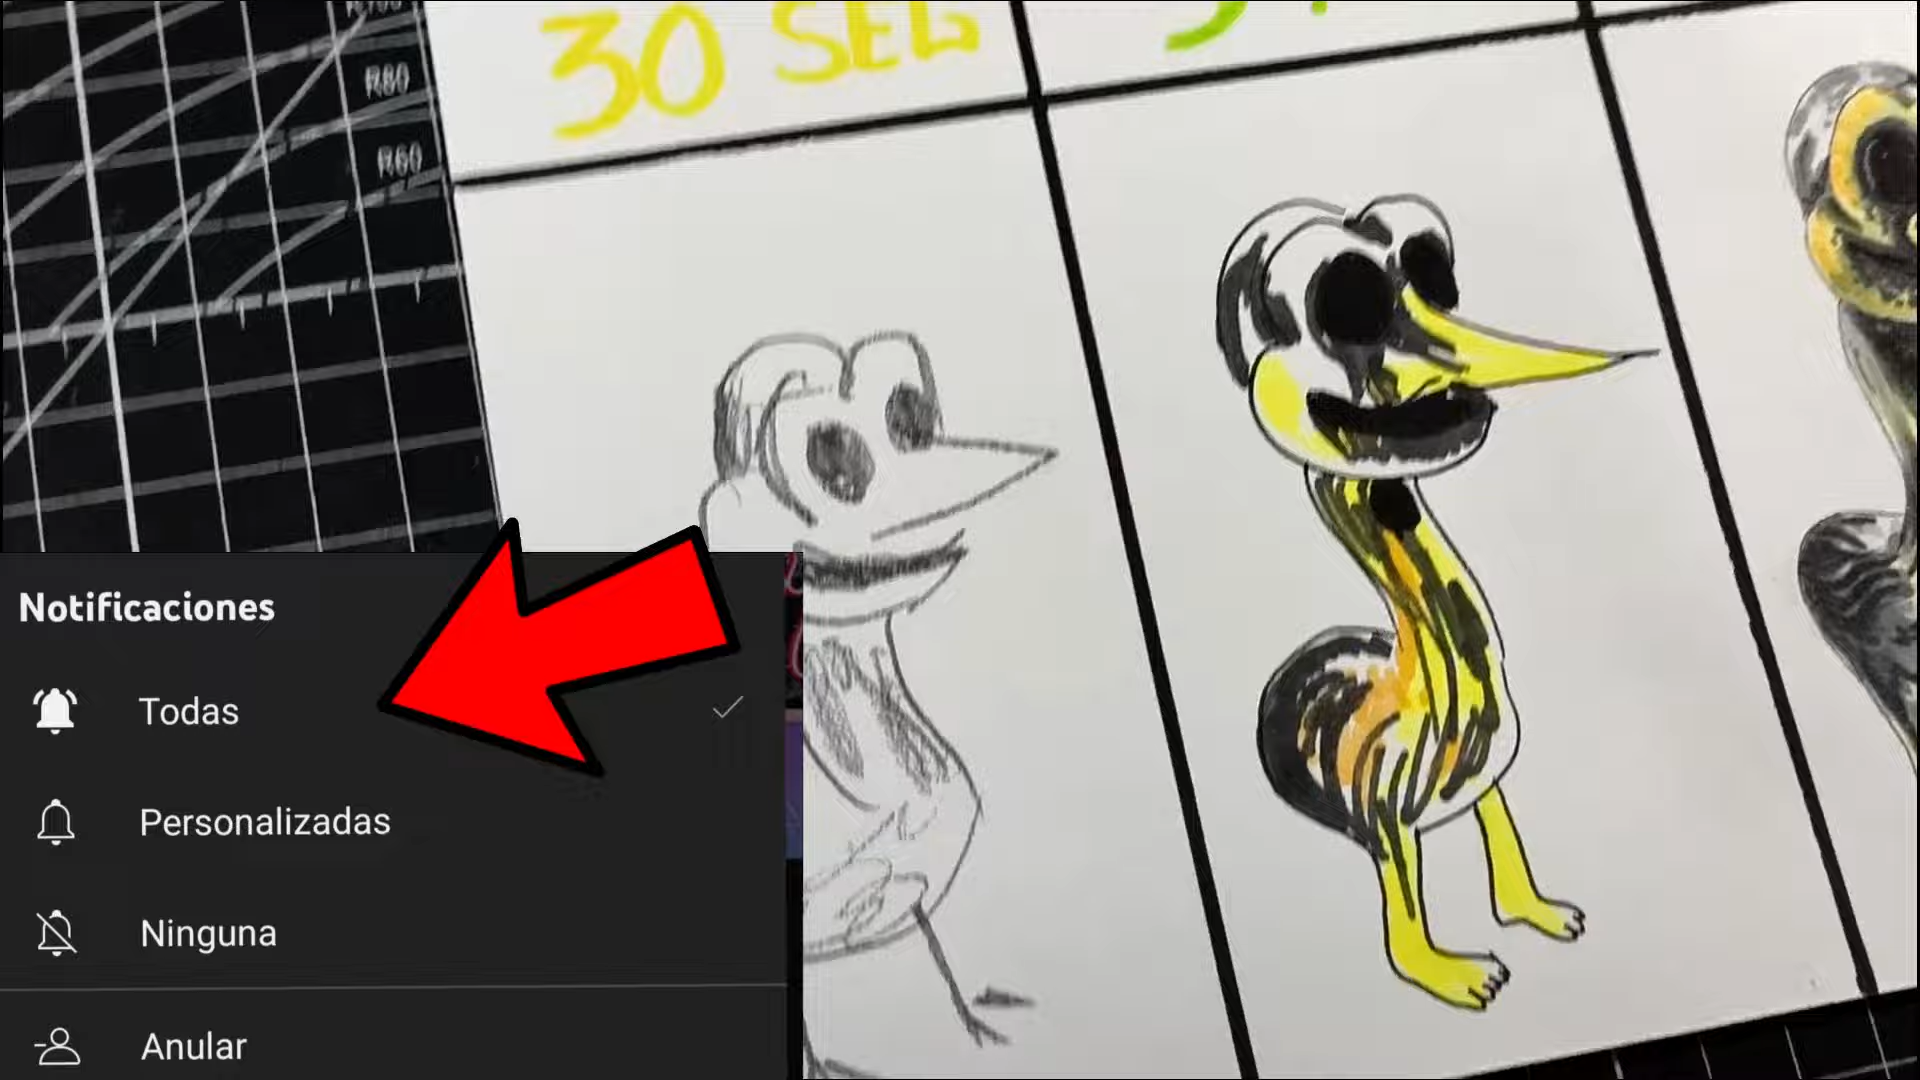 30 SEG
R80
R60
Notificaciones
Todas
Personalizadas
Ninguna
Anular